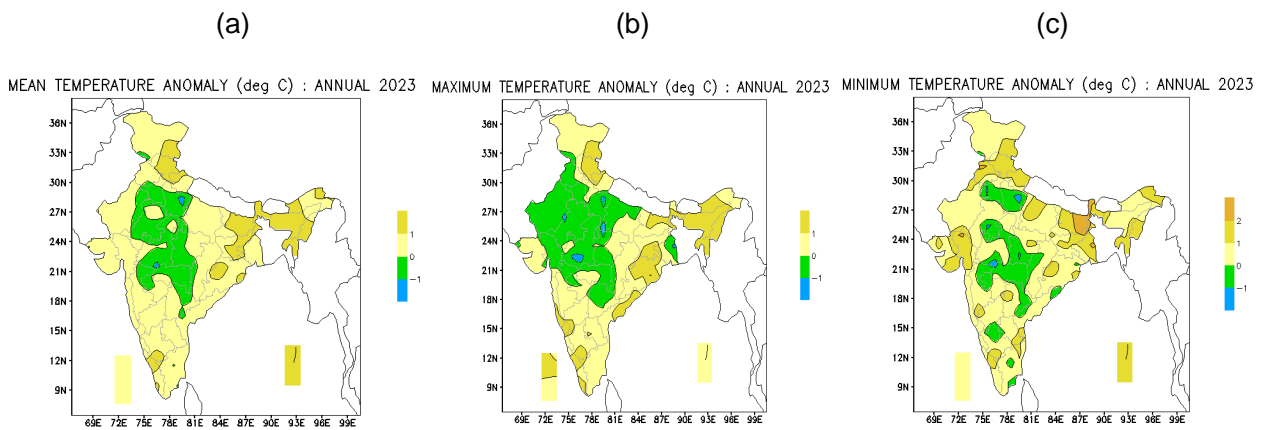 (a)
(b)
(c)
MEAN TEMPERATURE ANOMALY (deg C) : ANNUAL 2023
MAXIMUM TEMPERATURE ANOMALY (deg C) : ANNUAL 2023
MINIMUM TEMPERATURE ANOMALY (deg C) : ANNUAL 2023
36N
33N
30N
27N
24N
21N
18N
15N
12N
9N
69E 72E 75E 78E 81E 84E 87E 90E 93E 96E 99E
1
0
−1
36N
33N
30N
27N
24N
21N
18N
15N
12N
9N
69E 72E 75E 78E 81E 84E 87E 90E 93E 96E 99E
1
0
−1
36N
33N
30N
27N
24N
21N
18N
15N
12N
9N
69E 72E 75E 78E 81E 84E 87E 90E 93E 96E 99E
2
1
0
−1